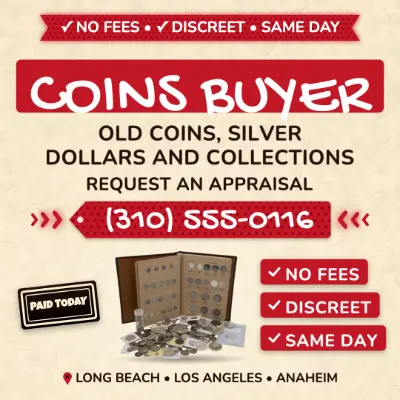 ✓ NO FEES • ✓ DISCREET • SAME DAY
COINS BUYER
OLD COINS, SILVER
DOLLARS AND COLLECTIONS
REQUEST AN APPRAISAL
(310) 555-0116
✓ NO FEES
PAID TODAY
✓ DISCREET
✓ SAME DAY
LONG BEACH • LOS ANGELES • ANAHEIM